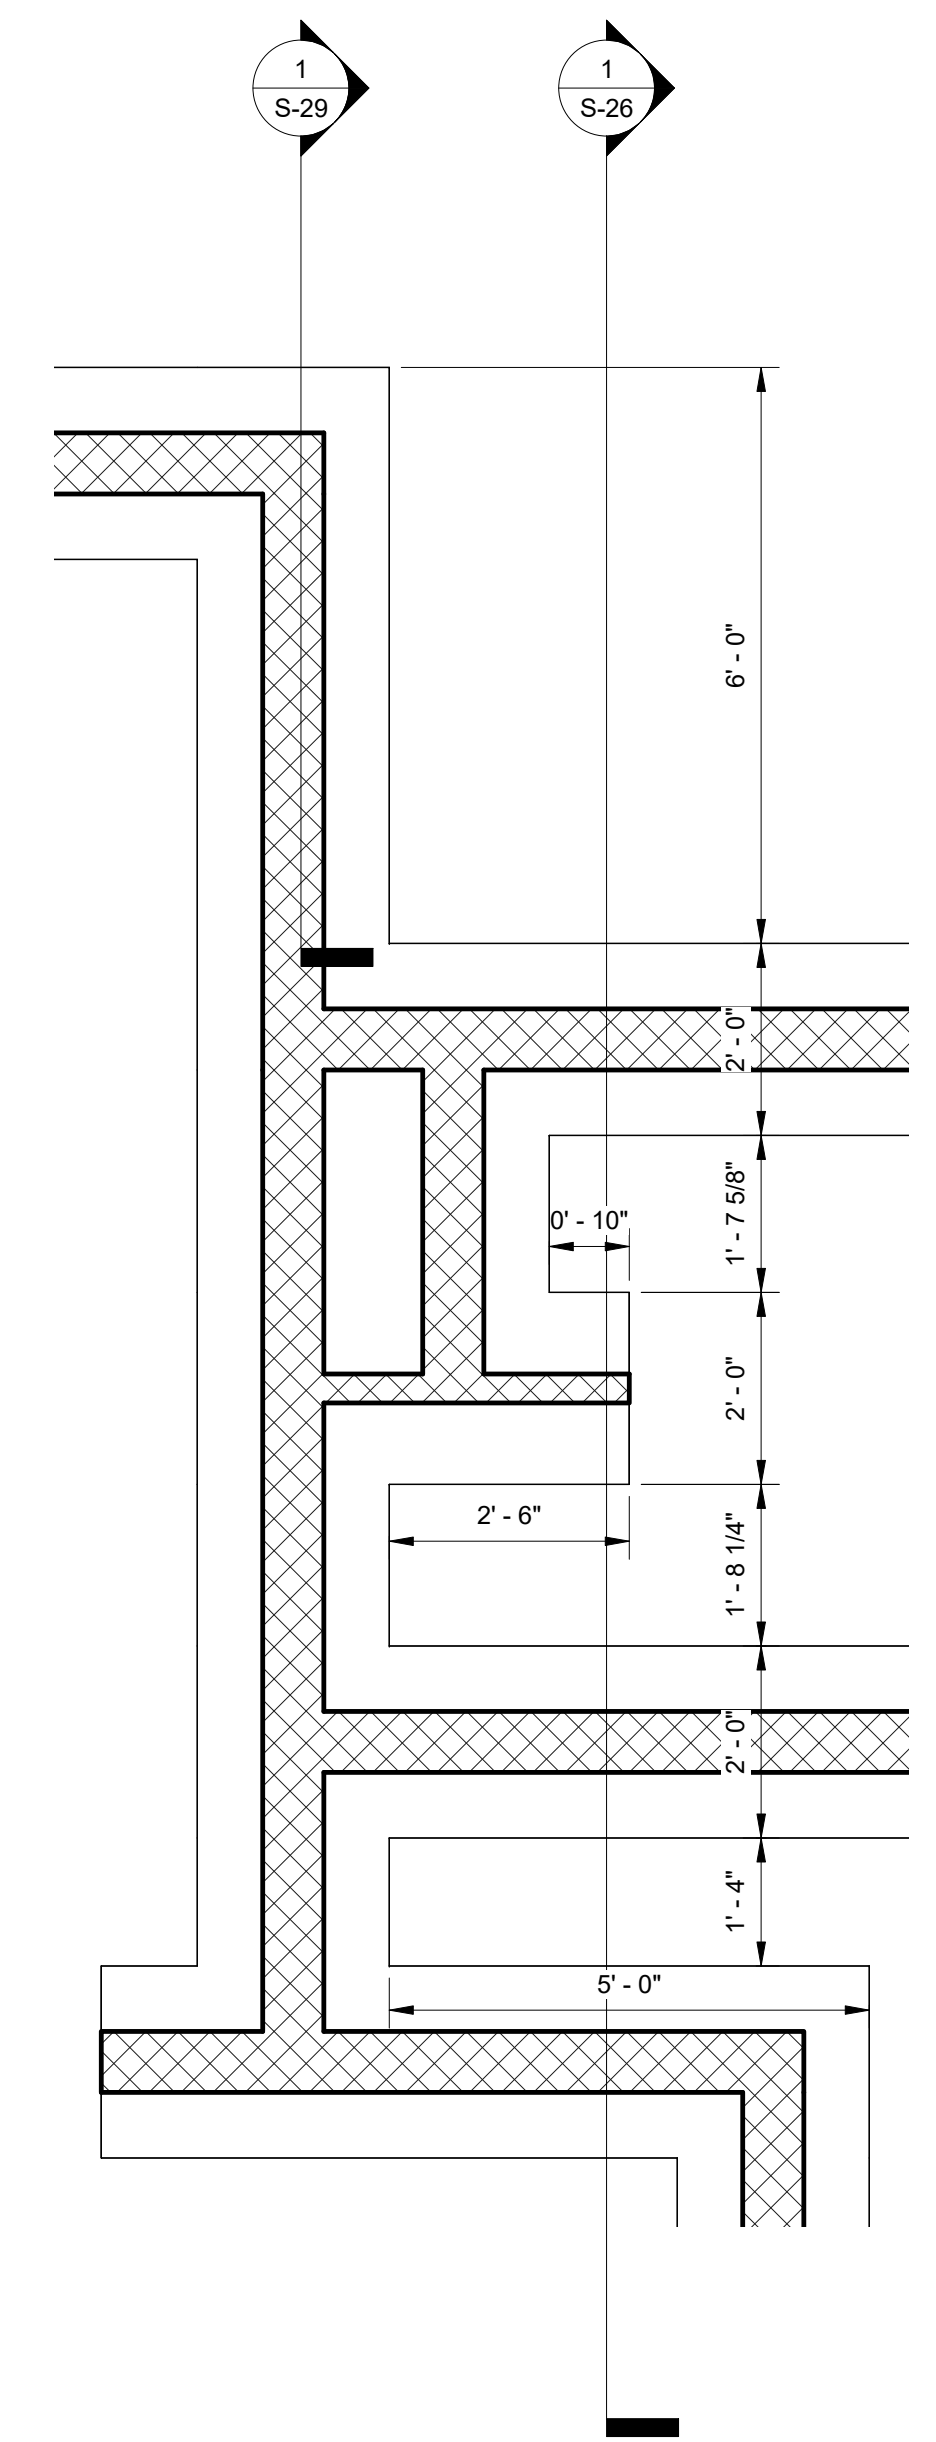 1
S-29
1
S-26
6' - 0"
2' - 0"
1' - 7 5/8"
0' - 10"
2' - 0"
2' - 6"
1' - 8 1/4"
2' - 0"
1' - 4"
5' - 0"